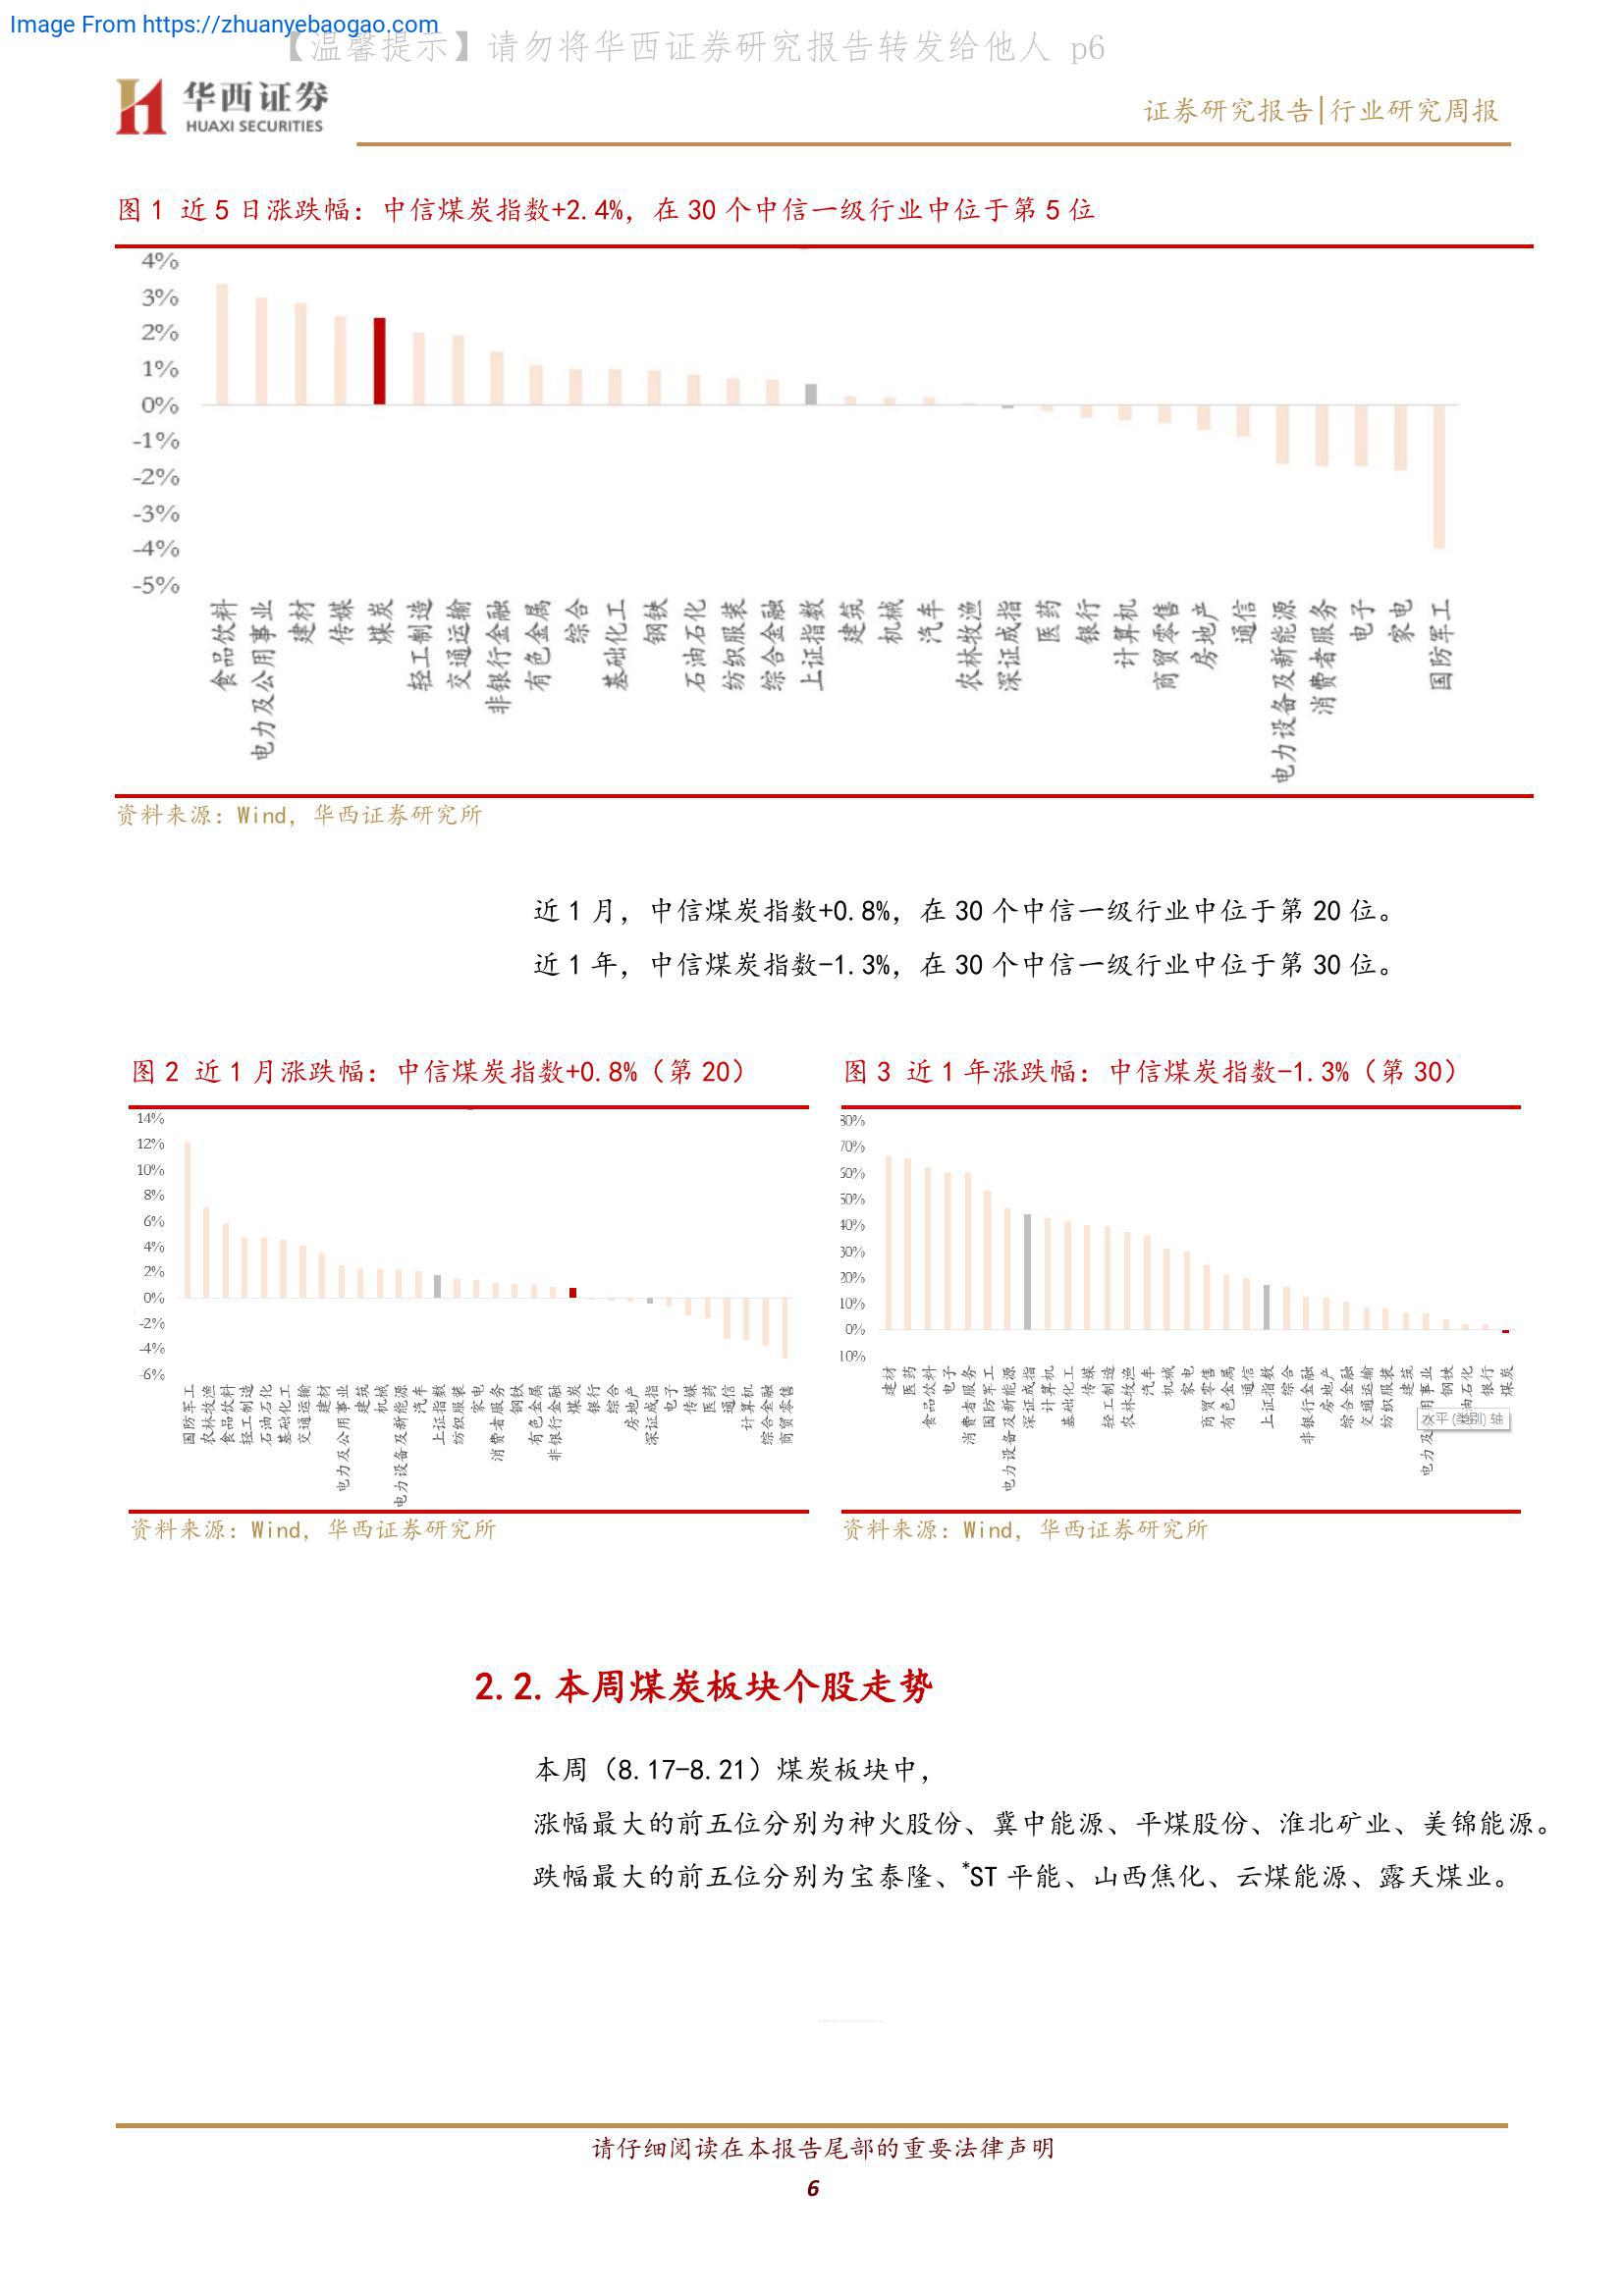 Image From https://zhuanyebaogao.com
【温馨提示】请勿将华西证券研究报告转发给他人 p6
华西证券
HUAXI SECURITIES
证券研究报告|行业研究周报
图 1 近 5 日涨跌幅：中信煤炭指数+2.4%，在 30 个中信一级行业中位于第 5 位
4%
3%
2%
1%
0%
-1%
-2%
-3%
-4%
-5%
食品饮料
电力及公用事业
建材
传媒
煤炭
轻工制造
交通运输
非银行金融
有色金属
综合
基础化工
钢铁
石油石化
纺织服装
综合金融
上证指数
建筑
机械
汽车
农林牧渔
深证成指
医药
银行
计算机
商贸零售
房地产
通信
电力设备及新能源
消费者服务
电子
家电
国防军工
资料来源：Wind，华西证券研究所
近 1 月，中信煤炭指数+0.8%，在 30 个中信一级行业中位于第 20 位。
近 1 年，中信煤炭指数-1.3%，在 30 个中信一级行业中位于第 30 位。
图 2 近 1 月涨跌幅：中信煤炭指数+0.8%（第 20）
14%
12%
10%
8%
6%
4%
2%
0%
-2%
-4%
-6%
国防军工
农林牧渔
食品饮料
轻工制造
石油石化
基础化工
交通运输
建材
电力及公用事业
建筑
机械
电力设备及新能源
汽车
上证指数
纺织服装
家电
消费者服务
钢铁
有色金属
非银行金融
煤炭
银行
综合
房地产
深证成指
电子
传媒
医药
通信
计算机
综合金融
商贸零售
资料来源：Wind，华西证券研究所
图 3 近 1 年涨跌幅：中信煤炭指数-1.3%（第 30）
80%
70%
60%
50%
40%
30%
20%
10%
0%
10%
建材
医药
食品饮料
电子
消费者服务
国防军工
电力设备及新能源
深证成指
计算机
基础化工
传媒
轻工制造
农林牧渔
汽车
机械
家电
商贸零售
有色金属
通信
上证指数
综合
非银行金融
房地产
综合金融
交通运输
纺织服装
建筑
电力及
用事业
钢铁
油石化
银行
煤炭
资料来源：Wind，华西证券研究所
2.2.本周煤炭板块个股走势
本周（8.17-8.21）煤炭板块中，
涨幅最大的前五位分别为神火股份、冀中能源、平煤股份、淮北矿业、美锦能源。
跌幅最大的前五位分别为宝泰隆、*ST 平能、山西焦化、云煤能源、露天煤业。
请仔细阅读在本报告尾部的重要法律声明
6